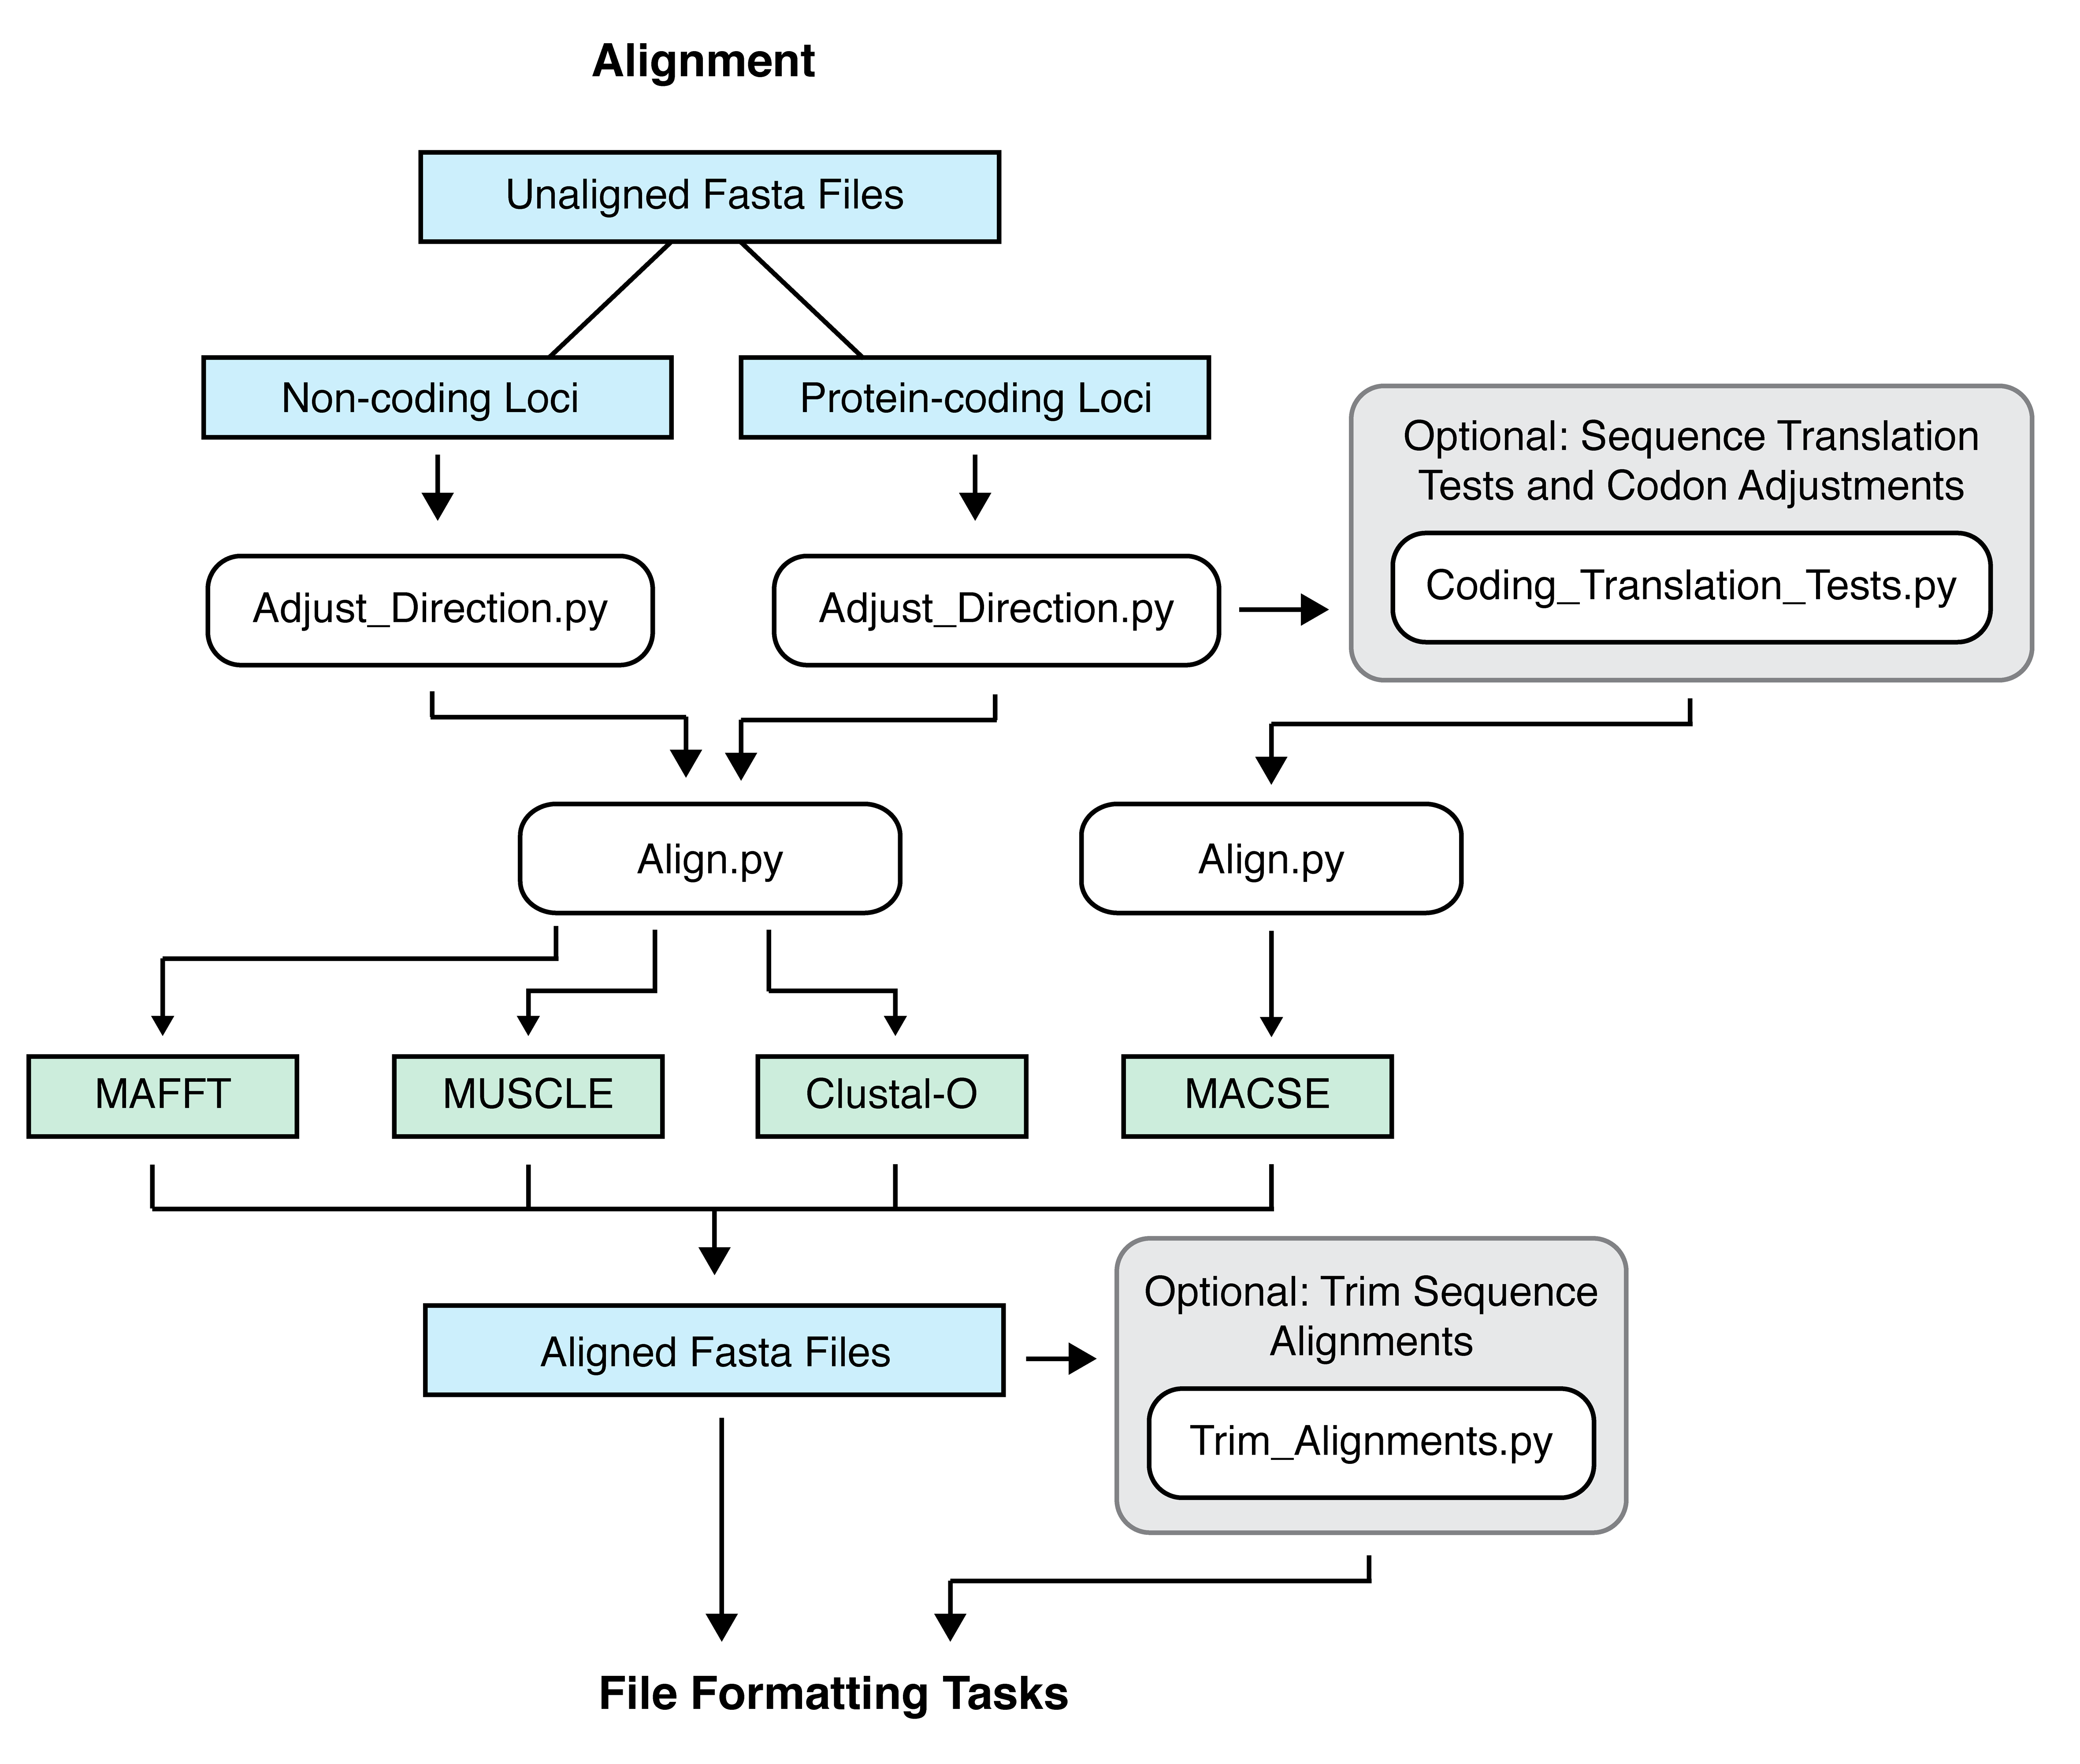 Alignment
Unaligned Fasta Files
Non-coding Loci
Protein-coding Loci
Optional: Sequence Translation
Tests and Codon Adjustments
Coding_Translation_Tests.py
Adjust_Direction.py
Adjust_Direction.py
Align.py
Align.py
MAFFT
MUSCLE
Clustal-O
MACSE
Aligned Fasta Files
Optional: Trim Sequence
Alignments
Trim_Alignments.py
File Formatting Tasks